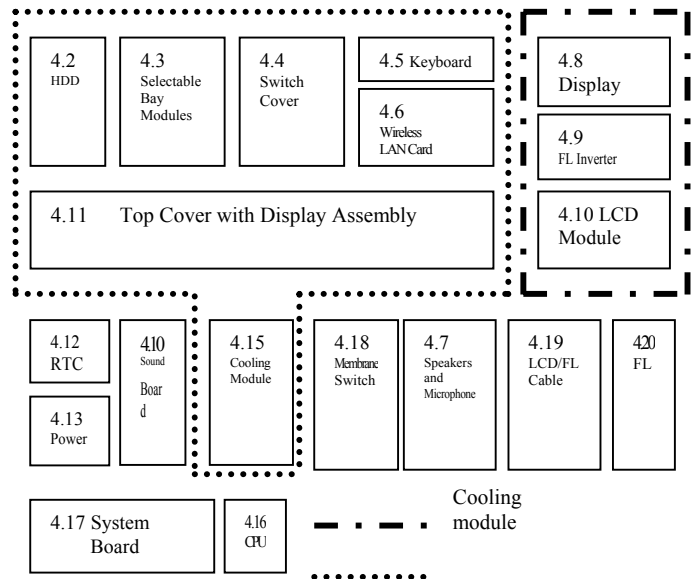 4.2
HDD
4.3
Selectable
Bay
Modules
4.4
Switch
Cover
4.5 Keyboard
4.6
Wireless
LAN Card
4.8
Display
4.9
FL Inverter
4.10 LCD
Module
4.11 Top Cover with Display Assembly
4.12
RTC
4.13
Power
4.10
Sound
Boar
d
4.15
Cooling
Module
4.18
Membrane
Switch
4.7
Speakers
and
Microphone
4.19
LCD/FL
Cable
4.20
FL
4.17 System
Board
4.16
CPU
Cooling
module